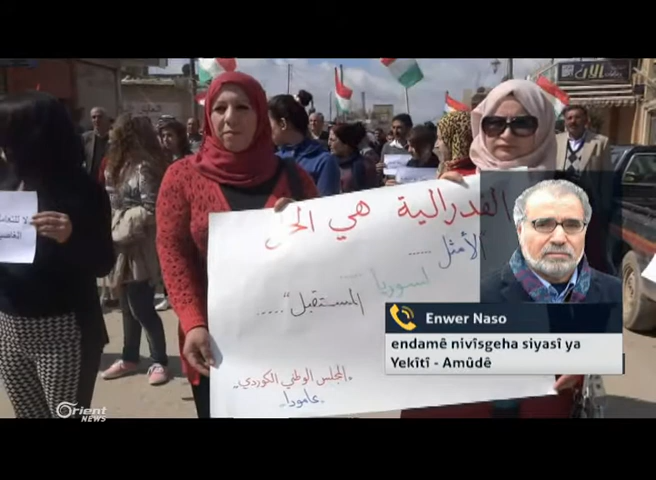 الفدرالية هي الحل
الأمثل .....
لسوريا ....
المستقبل" .....
المجلس الوطني الكوردي
- عامودا -
Enwer Naso
endamê nivîsgeha siyasî ya
Yekîtî - Amûdê
Orient
NEWS